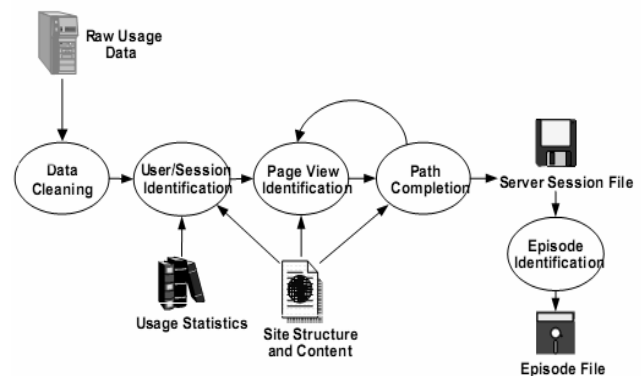 Raw Usage
Data
Data
Cleaning
User/Session
Identification
Page View
Identification
Path
Completion
Server Session File
Episode
Identification
Usage Statistics
Site Structure
and Content
Episode File